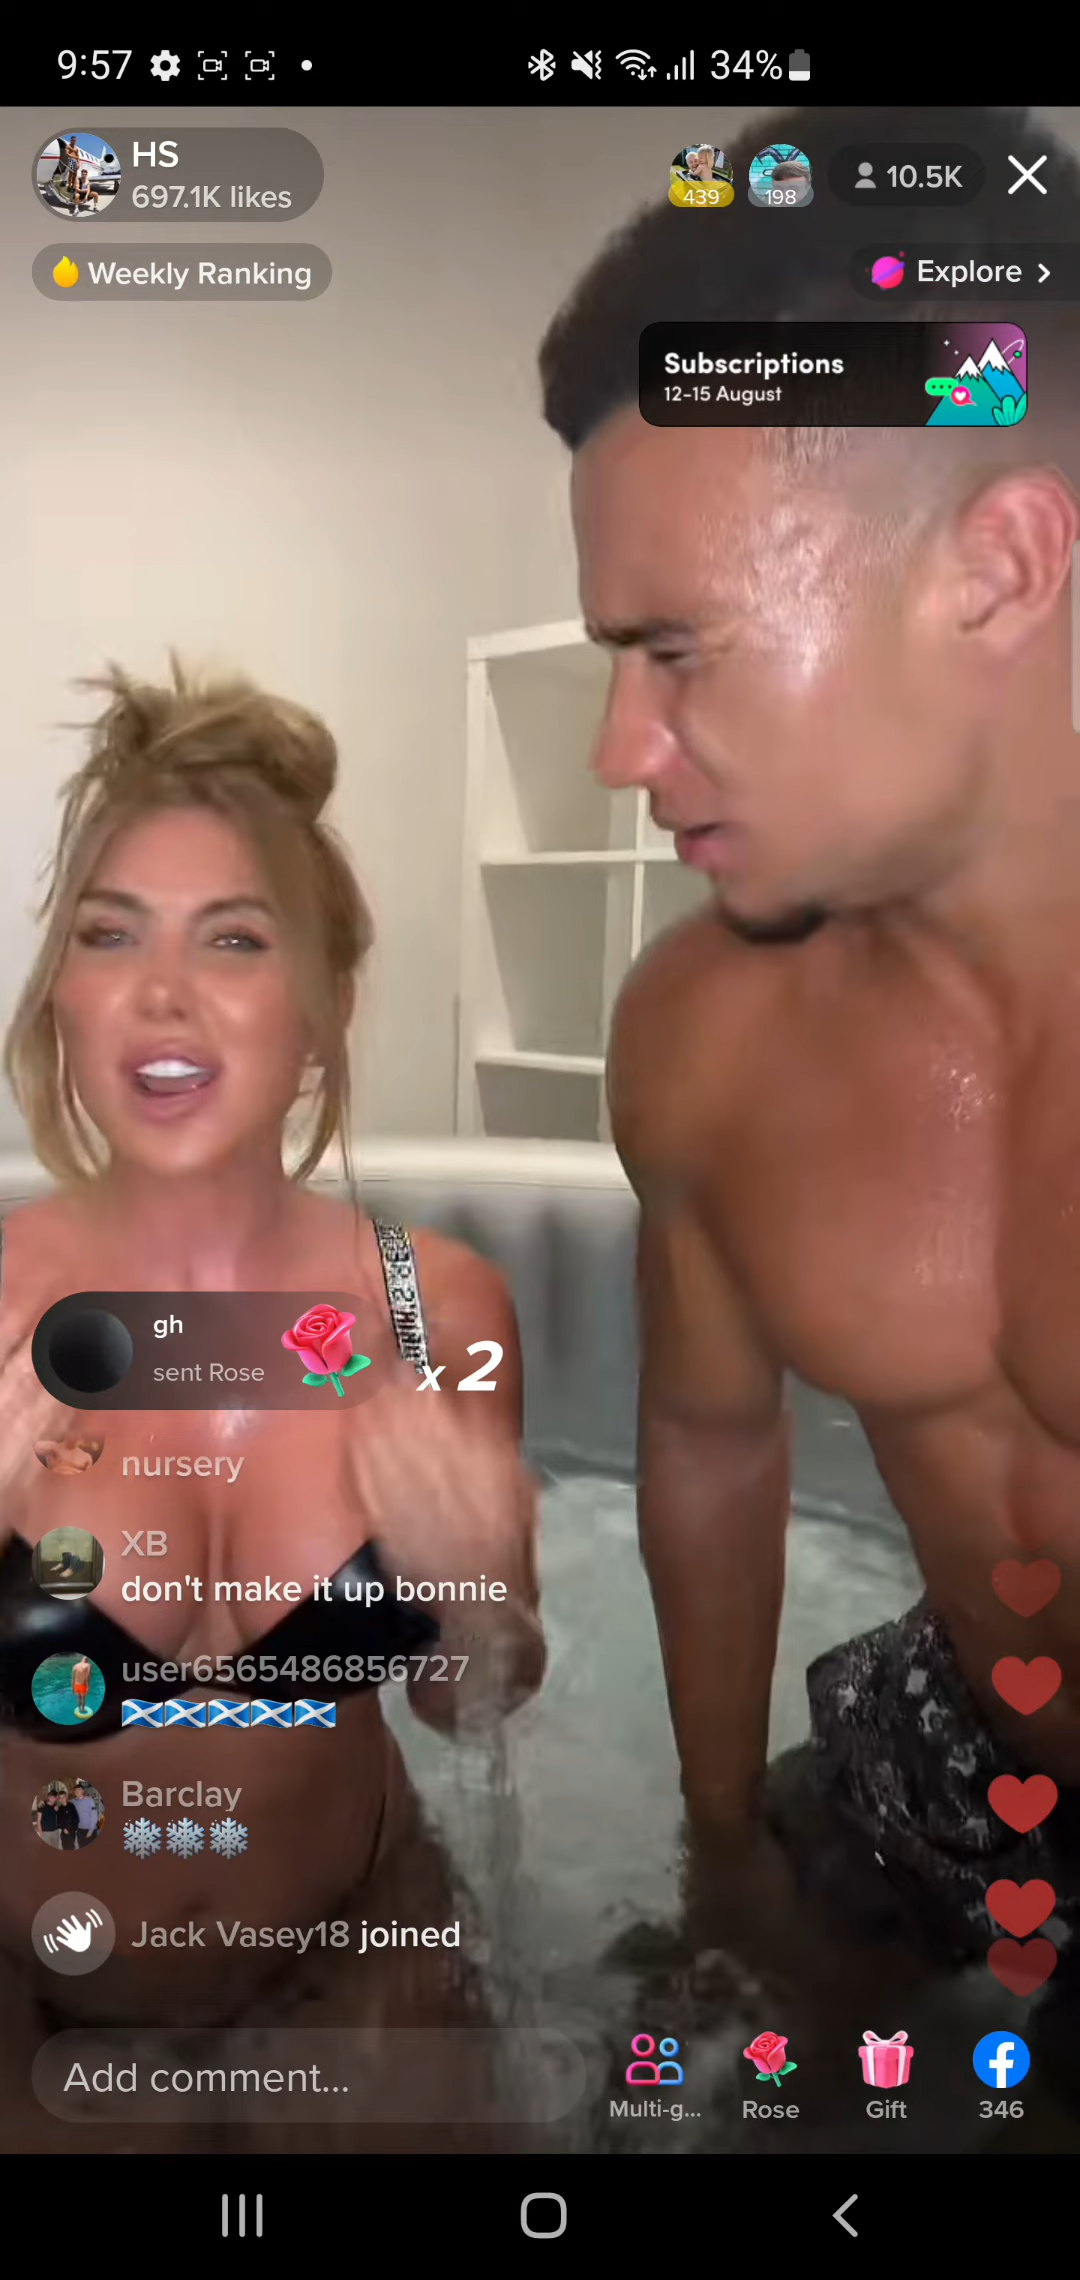 9:57
34%
HS
697.1K likes
439
198
10.5K
Weekly Ranking
Explore
Subscriptions
12-15 August
gh
sent Rose
x 2
nursery
XB
don't make it up bonnie
user6565486856727
🏴󠁧󠁢󠁳󠁣󠁴󠁿🏴󠁧󠁢󠁳󠁣󠁴󠁿🏴󠁧󠁢󠁳󠁣󠁴󠁿🏴󠁧󠁢󠁳󠁣󠁴󠁿🏴󠁧󠁢󠁳󠁣󠁴󠁿
Barclay
❄️❄️❄️
Jack Vasey18 joined
Add comment...
Multi-g...
Rose
Gift
346